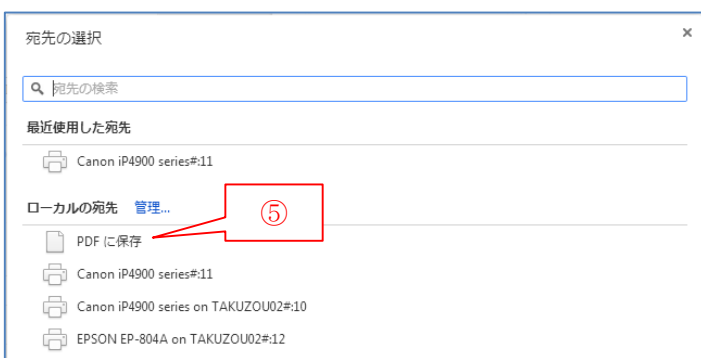 宛先の選択
×
宛先の検索
最近使用した宛先
Canon iP4900 series#:11
ローカルの宛先 管理...
⑤
PDF に保存
Canon iP4900 series#:11
Canon iP4900 series on TAKUZOU02#:10
EPSON EP-804A on TAKUZOU02#:12